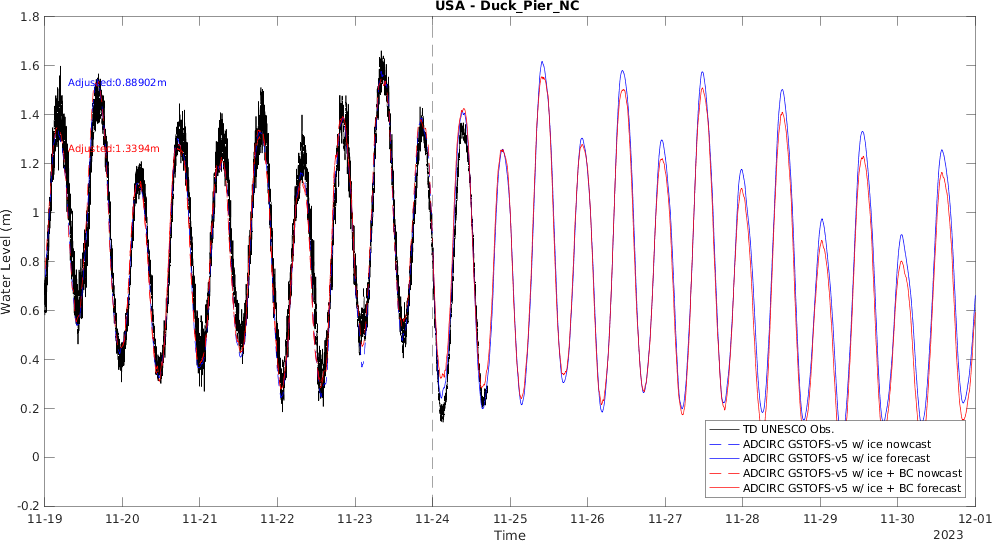 USA - Duck_Pier_NC
1.8
1.6
1.4
1.2
1
0.8
0.6
0.4
0.2
0
-0.2
Water Level (m)
Adjusted:0.88902m
Adjusted:1.3394m
TD UNESCO Obs.
ADCIRC GSTOFS-v5 w/ ice nowcast
ADCIRC GSTOFS-v5 w/ ice forecast
ADCIRC GSTOFS-v5 w/ ice + BC nowcast
ADCIRC GSTOFS-v5 w/ ice + BC forecast
11-19 11-20 11-21 11-22 11-23 11-24 11-25 11-26 11-27 11-28 11-29 11-30 12-01
Time
2023